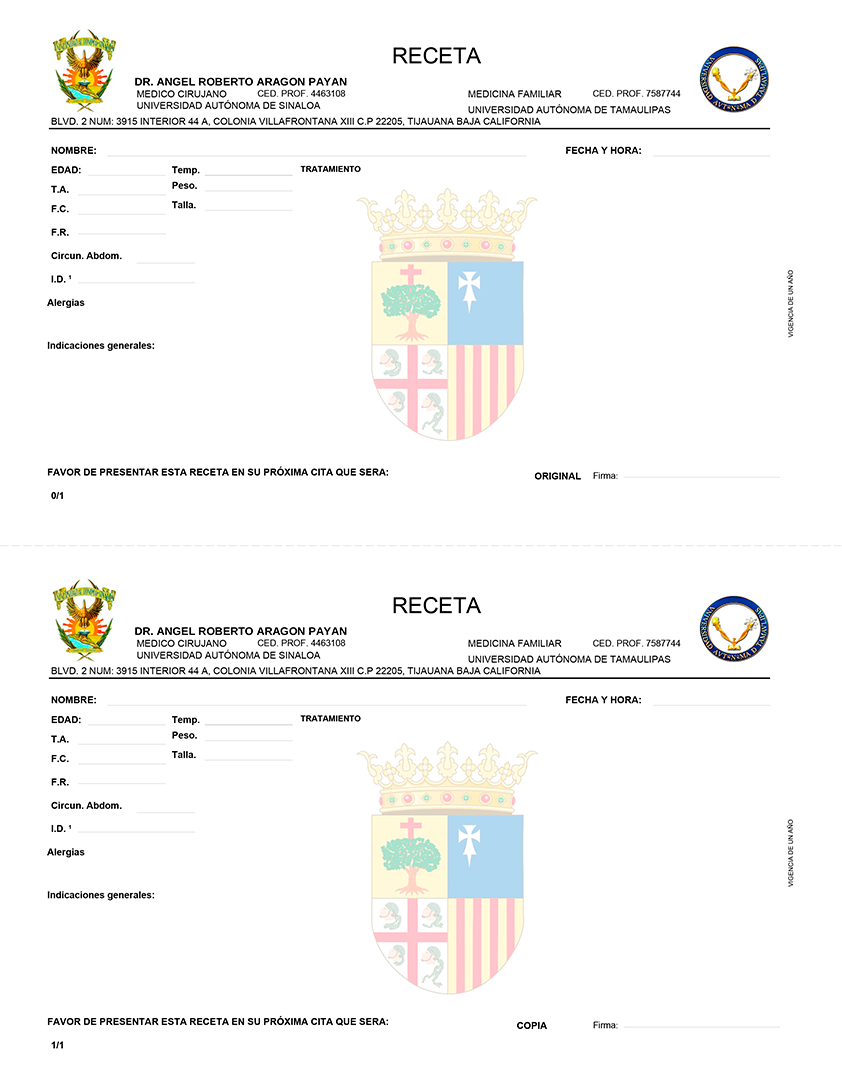 RECETA
DR. ANGEL ROBERTO ARAGON PAYAN
MEDICO CIRUJANO CED. PROF. 4463108 MEDICINA FAMILIAR CED. PROF. 7587744
UNIVERSIDAD AUTÓNOMA DE SINALOA UNIVERSIDAD AUTÓNOMA DE TAMAULIPAS
BLVD. 2 NUM: 3915 INTERIOR 44 A, COLONIA VILLAFRONTANA XIII C.P 22205, TIJAUANA BAJA CALIFORNIA
NOMBRE: FECHA Y HORA:
EDAD: Temp. TRATAMIENTO
T.A. Peso.
F.C. Talla.
F.R.
Circun. Abdom.
I.D. ¹
Alergias
VIGENCIA DE UN AÑO
Indicaciones generales:
FAVOR DE PRESENTAR ESTA RECETA EN SU PRÓXIMA CITA QUE SERA:
ORIGINAL Firma:
0/1
RECETA
DR. ANGEL ROBERTO ARAGON PAYAN
MEDICO CIRUJANO CED. PROF. 4463108 MEDICINA FAMILIAR CED. PROF. 7587744
UNIVERSIDAD AUTÓNOMA DE SINALOA UNIVERSIDAD AUTÓNOMA DE TAMAULIPAS
BLVD. 2 NUM: 3915 INTERIOR 44 A, COLONIA VILLAFRONTANA XIII C.P 22205, TIJAUANA BAJA CALIFORNIA
NOMBRE: FECHA Y HORA:
EDAD: Temp. TRATAMIENTO
T.A. Peso.
F.C. Talla.
F.R.
Circun. Abdom.
I.D. ¹
Alergias
VIGENCIA DE UN AÑO
Indicaciones generales:
FAVOR DE PRESENTAR ESTA RECETA EN SU PRÓXIMA CITA QUE SERA:
COPIA Firma:
1/1